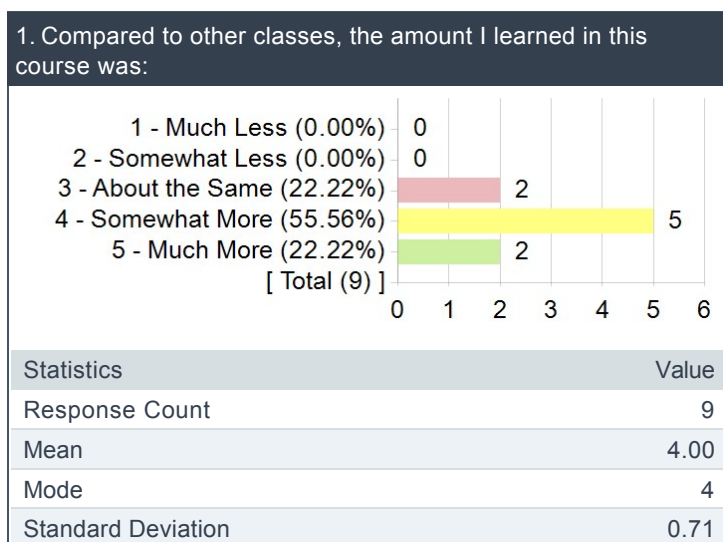 1. Compared to other classes, the amount I learned in this
course was:
1 - Much Less (0.00%) 0
2 - Somewhat Less (0.00%) 0
3 - About the Same (22.22%) 2
4 - Somewhat More (55.56%) 5
5 - Much More (22.22%) 2
[ Total (9) ]
0 1 2 3 4 5 6
Statistics Value
Response Count 9
Mean 4.00
Mode 4
Standard Deviation 0.71